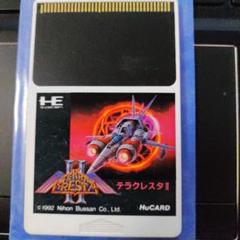 HE
TERRA
CRESTA
II
テラクレスタII
© 1992 Nihon Bussan Co., Ltd.
HuCARD